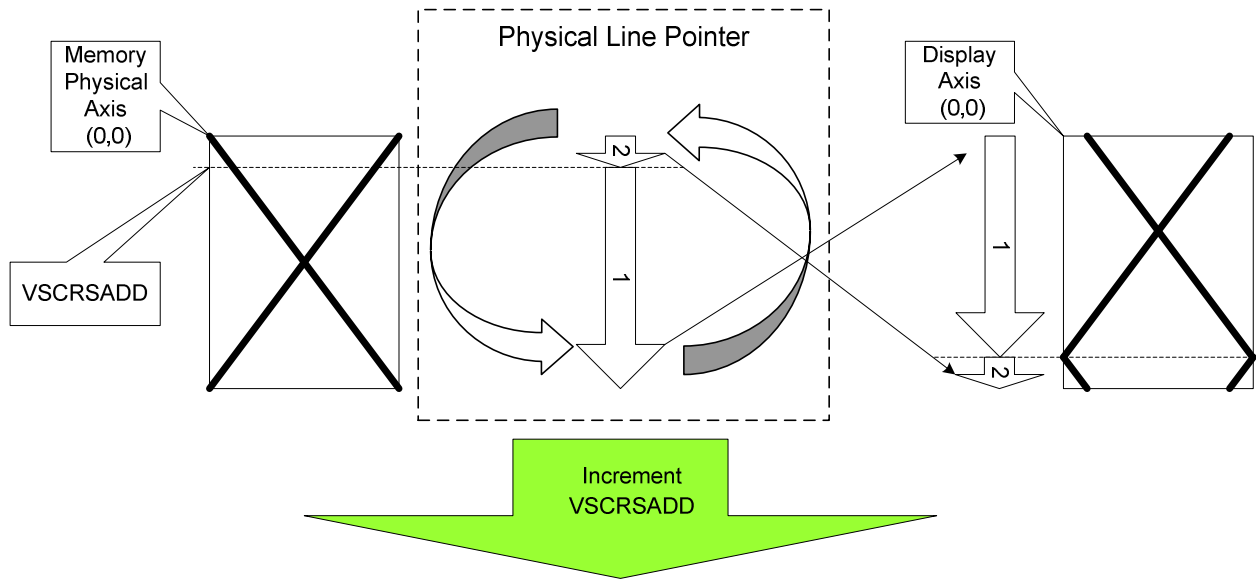 Physical Line Pointer
Memory
Physical
Axis
(0,0)
Display
Axis
(0,0)
2
1
1
2
VSCRSADD
Increment
VSCRSADD